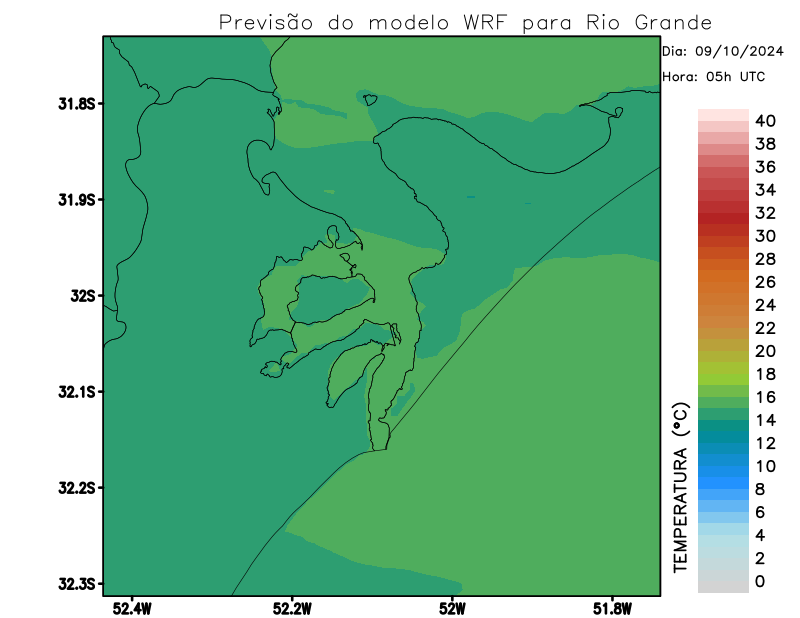 Previsão do modelo WRF para Rio Grande
Dia: 09/10/2024
Hora: 05h UTC
31.8S
31.9S
32S
32.1S
32.2S
32.3S
52.4W
52.2W
52W
51.8W
TEMPERATURA (°C)
40
38
36
34
32
30
28
26
24
22
20
18
16
14
12
10
8
6
4
2
0